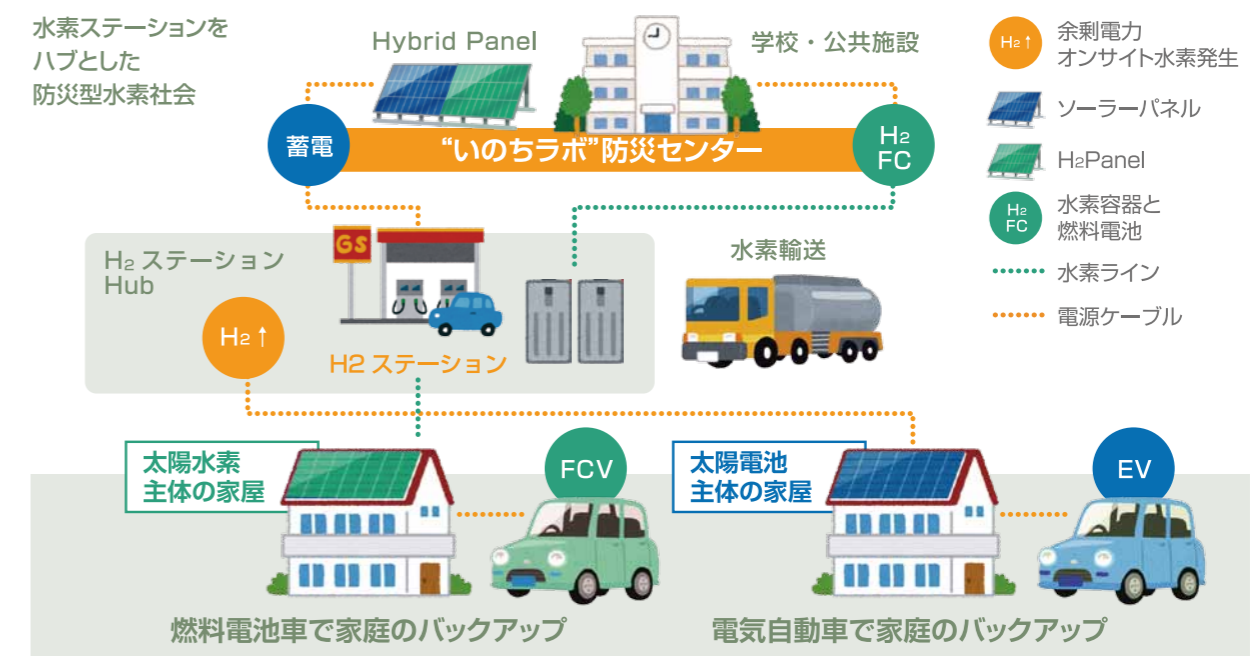 水素ステーションを
ハブとした
防災型水素社会
Hybrid Panel
学校・公共施設
蓄電
“いのちラボ”防災センター
H₂
FC
H₂↑
余剰電力
オンサイト水素発生
ソーラーパネル
H₂Panel
H₂
FC
水素容器と
燃料電池
水素ライン
電源ケーブル
H₂ ステーション
Hub
GS
H₂↑
H2 ステーション
水素輸送
太陽水素
主体の家屋
FCV
太陽電池
主体の家屋
EV
燃料電池車で家庭のバックアップ
電気自動車で家庭のバックアップ